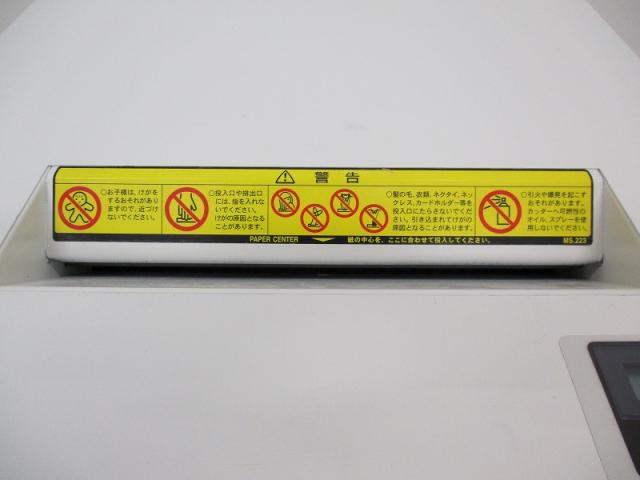 ⚠ 警告
○お子様は、けがを
するおそれがあり
ますので、近づけ
ないでください。
○投入口や排出口
には、指を入れな
いでください。
けがの原因となる
ことがあります。
○髪の毛、衣類、ネクタイ、ネッ
クレス、カードホルダー等を
投入口にたらさないでくだ
さい。引き込まれてけがの
原因となることがあります。
○引火や爆発を起こす
おそれがあります。
カッターへ可燃性の
オイル、スプレーを使
用しないでください。
PAPER CENTER 紙の中心を、ここに合わせて投入してください。 MS.223